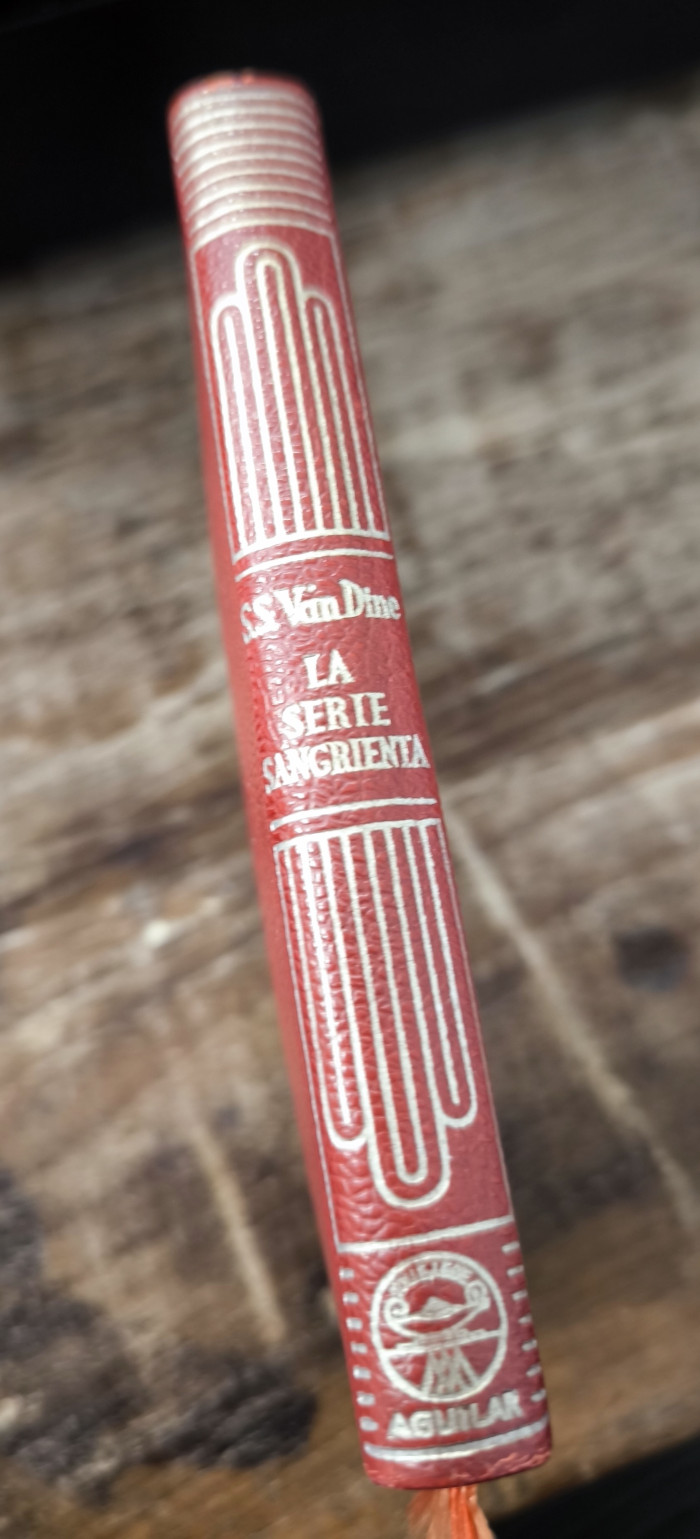 S.S. Van Dine
LA
SERIE
SANGRIENTA
AGUILAR